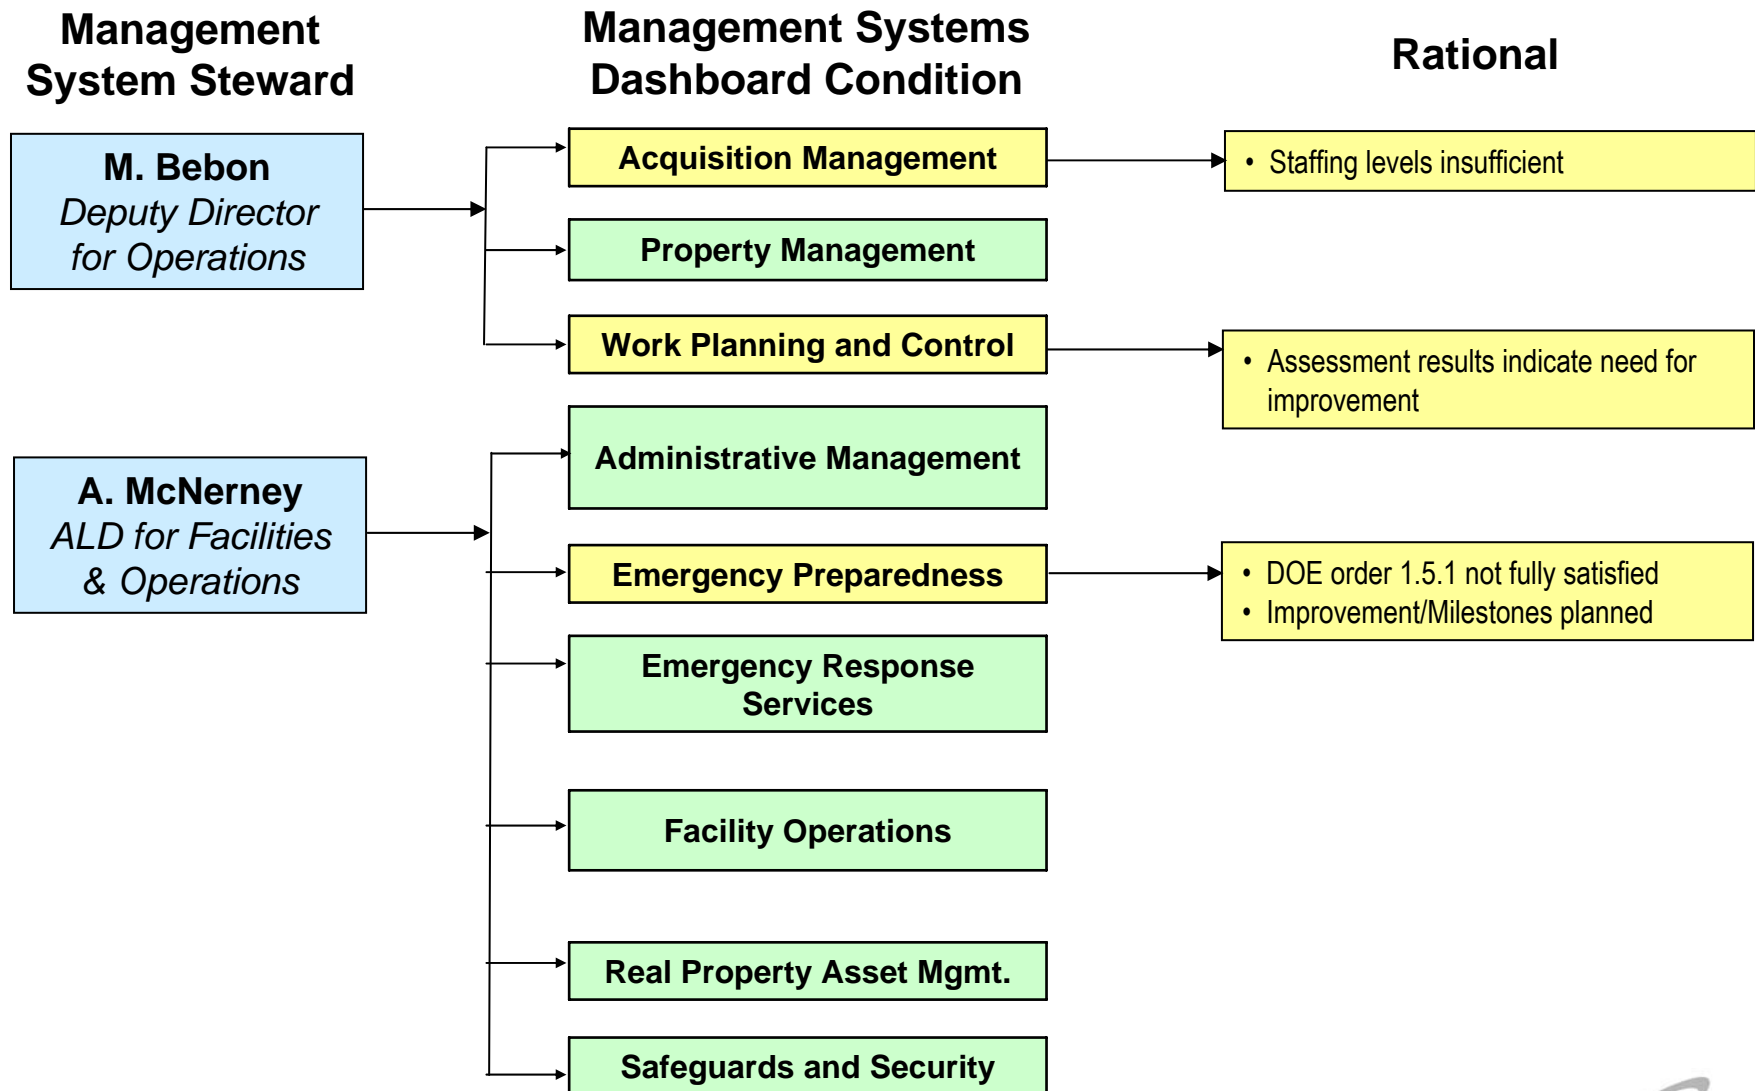 Management
System Steward
Management Systems
Dashboard Condition
Rational
M. Bebon
Deputy Director
for Operations
Acquisition Management
• Staffing levels insufficient
Property Management
Work Planning and Control
• Assessment results indicate need for
improvement
A. McNerney
ALD for Facilities
& Operations
Administrative Management
Emergency Preparedness
• DOE order 1.5.1 not fully satisfied
• Improvement/Milestones planned
Emergency Response
Services
Facility Operations
Real Property Asset Mgmt.
Safeguards and Security